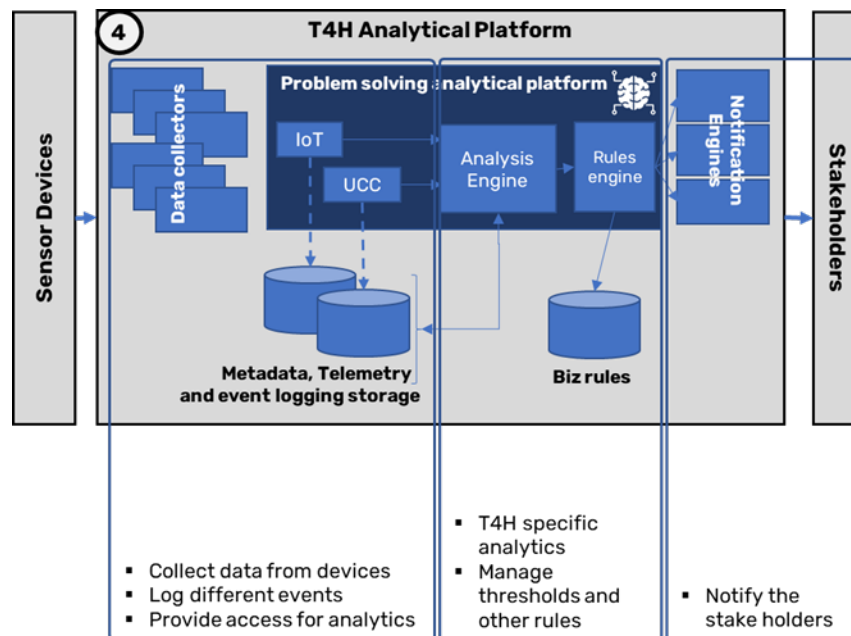 4
T4H Analytical Platform
Sensor Devices
Data collectors
Problem solving analytical platform
IoT
UCC
Analysis
Engine
Rules
engine
Notification
Engines
Stakeholders
Metadata, Telemetry
and event logging storage
Biz rules
▪ Collect data from devices
▪ Log different events
▪ Provide access for analytics
▪ T4H specific
analytics
▪ Manage
thresholds and
other rules
▪ Notify the
stake holders